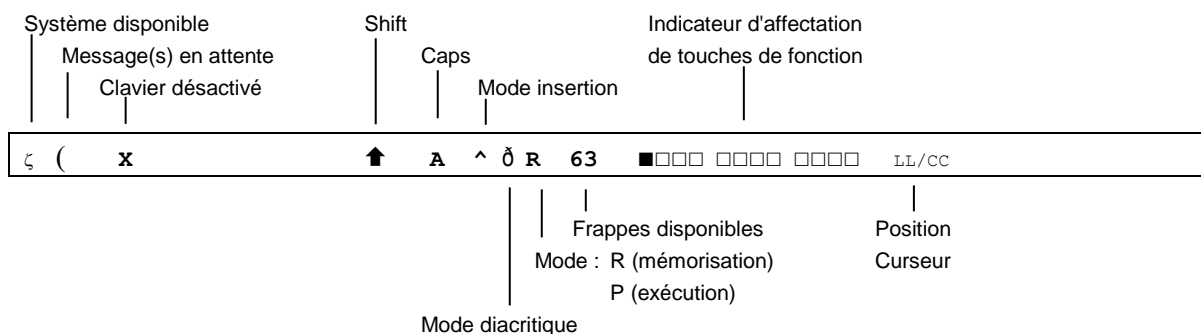 Système disponible Shift Indicateur d'affectation
Message(s) en attente Caps de touches de fonction
Clavier désactivé Mode insertion
ζ ( X 🠉 A ^ ð R 63 ■□□□ □□□□ □□□□ LL/CC
Frappes disponibles Position
Mode : R (mémorisation) Curseur
P (exécution)
Mode diacritique